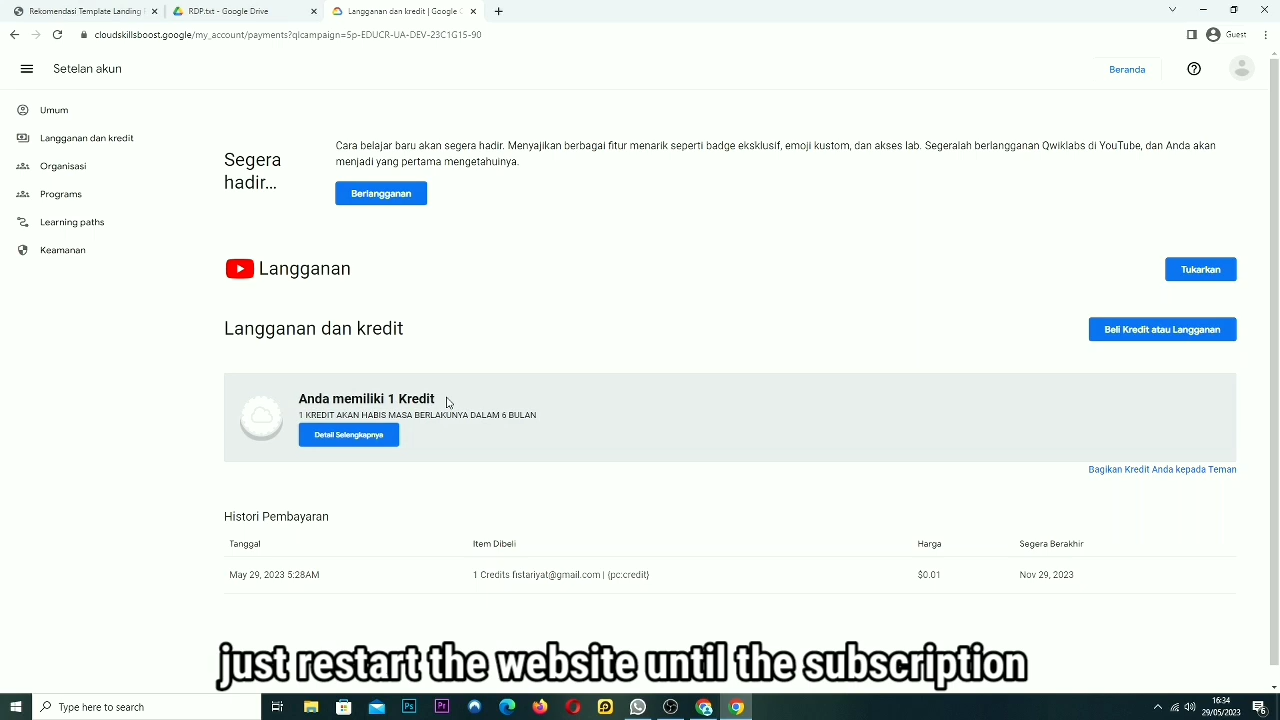 Rekomendasi Template Landing
RDP.txt - Google Drive
Langganan dan kredit | Google C
cloudskillsboost.google/my_account/payments?qlcampaign=Sp-EDUCR-UA-DEV-23C1G1S-90
Guest
Setelan akun
Beranda
Umum
Langganan dan kredit
Organisasi
Programs
Learning paths
Keamanan
Segera
hadir...
Cara belajar baru akan segera hadir. Menyajikan berbagai fitur menarik seperti badge eksklusif, emoji kustom, dan akses lab. Segeralah berlangganan Qwiklabs di YouTube, dan Anda akan
menjadi yang pertama mengetahuinya.
Berlangganan
Langganan
Tukarkan
Langganan dan kredit
Beli Kredit atau Langganan
Anda memiliki 1 Kredit
1 KREDIT AKAN HABIS MASA BERLAKUNYA DALAM 6 BULAN
Detail Selengkapnya
Bagikan Kredit Anda kepada Teman
Histori Pembayaran
Tanggal Item Dibeli Harga Segera Berakhir
May 29, 2023 5:28AM 1 Credits fistariyat@gmail.com | {pc:credit} $0.01 Nov 29, 2023
just restart the website until the subscription
Type here to search
Ps
Pr
16:34
29/05/2023
6